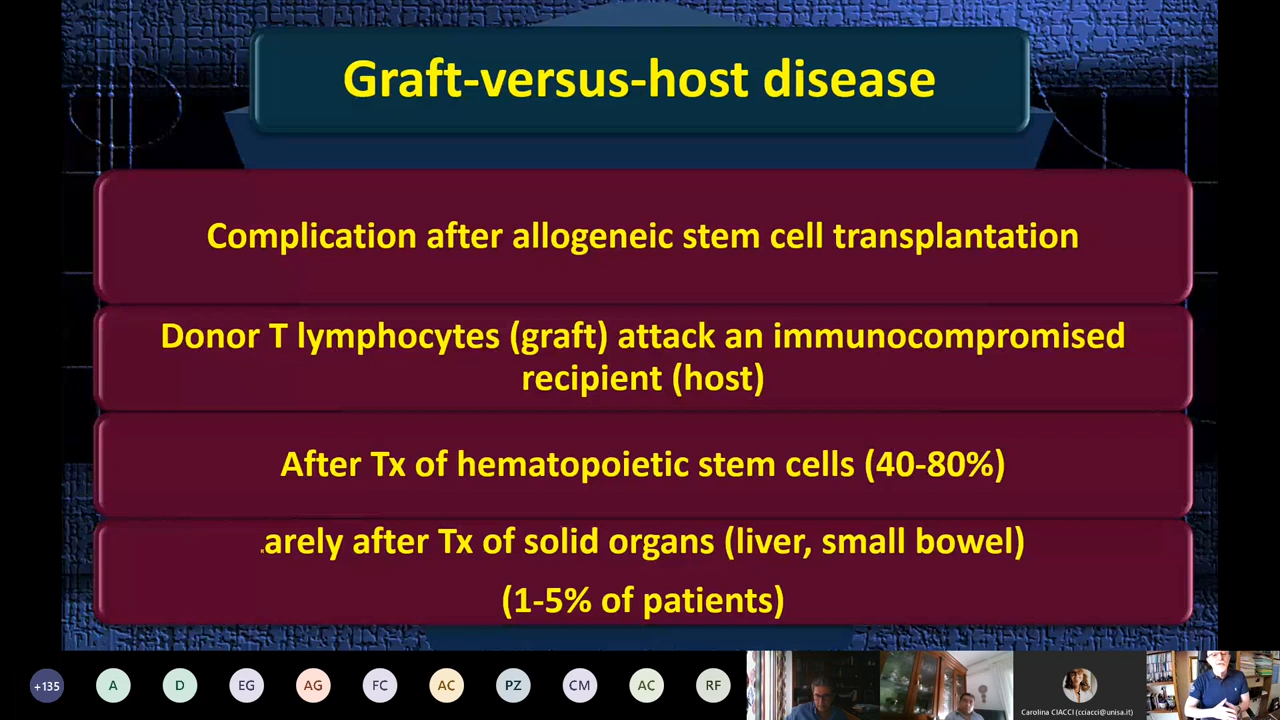 Graft-versus-host disease
Complication after allogeneic stem cell transplantation
Donor T lymphocytes (graft) attack an immunocompromised
recipient (host)
After Tx of hematopoietic stem cells (40-80%)
Rarely after Tx of solid organs (liver, small bowel)
(1-5% of patients)
+135 A D EG AG FC AC PZ CM AC RF
Carolina CIACCI (cciacci@unisa.it)